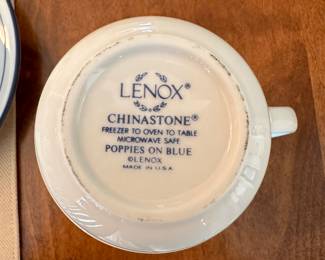 LENOX®
CHINASTONE®
FREEZER TO OVEN TO TABLE
MICROWAVE SAFE
POPPIES ON BLUE
©LENOX
MADE IN U.S.A